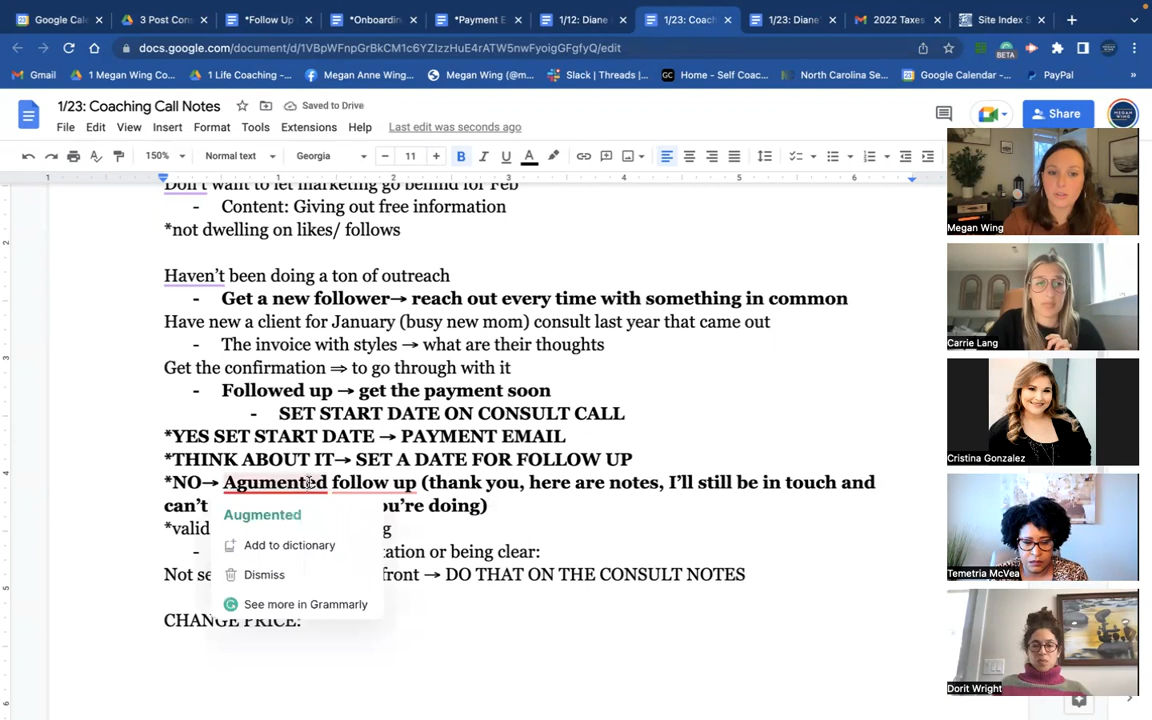 Google Cale
3 Post Cons
*Follow Up
*Onboardin
*Payment E
1/12: Diane
1/23: Coach
1/23: Diane
2022 Taxes
Site Index S
docs.google.com/document/d/1VBpWFnpGrBkCM1c6YZIzzHuE4rATW5nwFyoigGFgfyQ/edit
BETA
Gmail
1 Megan Wing Co...
1 Life Coaching -...
Megan Anne Wing...
Megan Wing (@m...
Slack | Threads |...
Home - Self Coac...
North Carolina Se...
Google Calendar -...
PayPal
»
1/23: Coaching Call Notes
Saved to Drive
File Edit View Insert Format Tools Extensions Help
Last edit was seconds ago
Share
150%
Normal text
Georgia
11
B I U A
1 1 2 3 4 5 6
Don't want to let marketing go behind for Feb
- Content: Giving out free information
*not dwelling on likes/ follows
Haven't been doing a ton of outreach
- Get a new follower→ reach out every time with something in common
Have new a client for January (busy new mom) consult last year that came out
- The invoice with styles → what are their thoughts
Get the confirmation ⇒ to go through with it
- Followed up → get the payment soon
- SET START DATE ON CONSULT CALL
*YES SET START DATE → PAYMENT EMAIL
*THINK ABOUT IT→ SET A DATE FOR FOLLOW UP
*NO→ Agumented follow up (thank you, here are notes, I'll still be in touch and
can't ou're doing)
*valid g
- tation or being clear:
Not se front → DO THAT ON THE CONSULT NOTES
CHANGE PRICE:
Augmented
Add to dictionary
Dismiss
See more in Grammarly
Megan Wing
Carrie Lang
Cristina Gonzalez
Temetria McVea
Dorit Wright